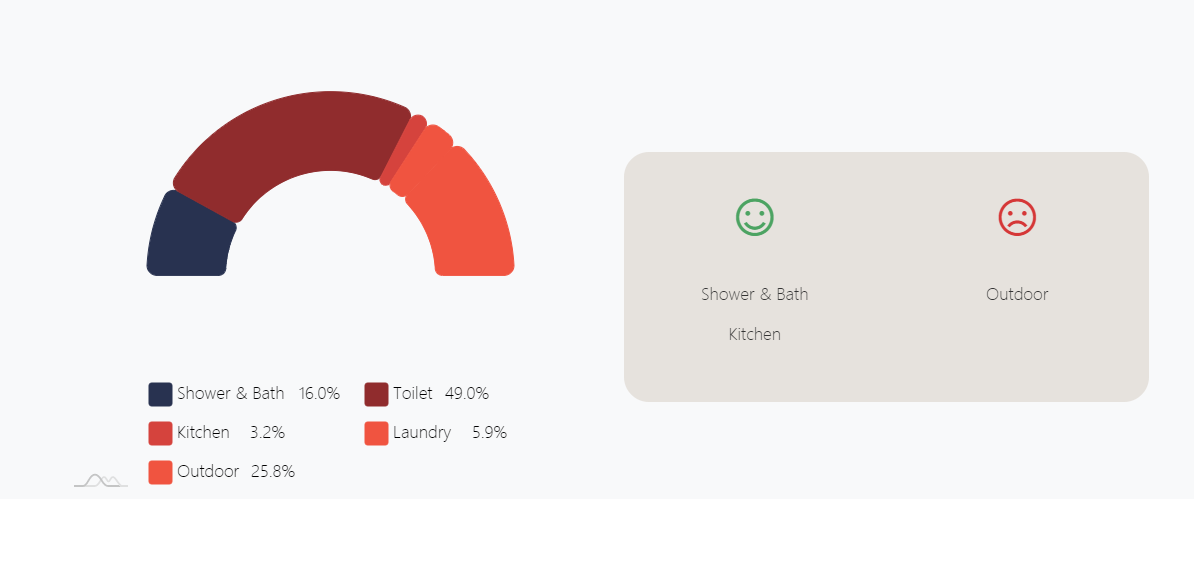 Shower & Bath 16.0% Toilet 49.0%
Kitchen 3.2% Laundry 5.9%
Outdoor 25.8%
Shower & Bath Outdoor
Kitchen